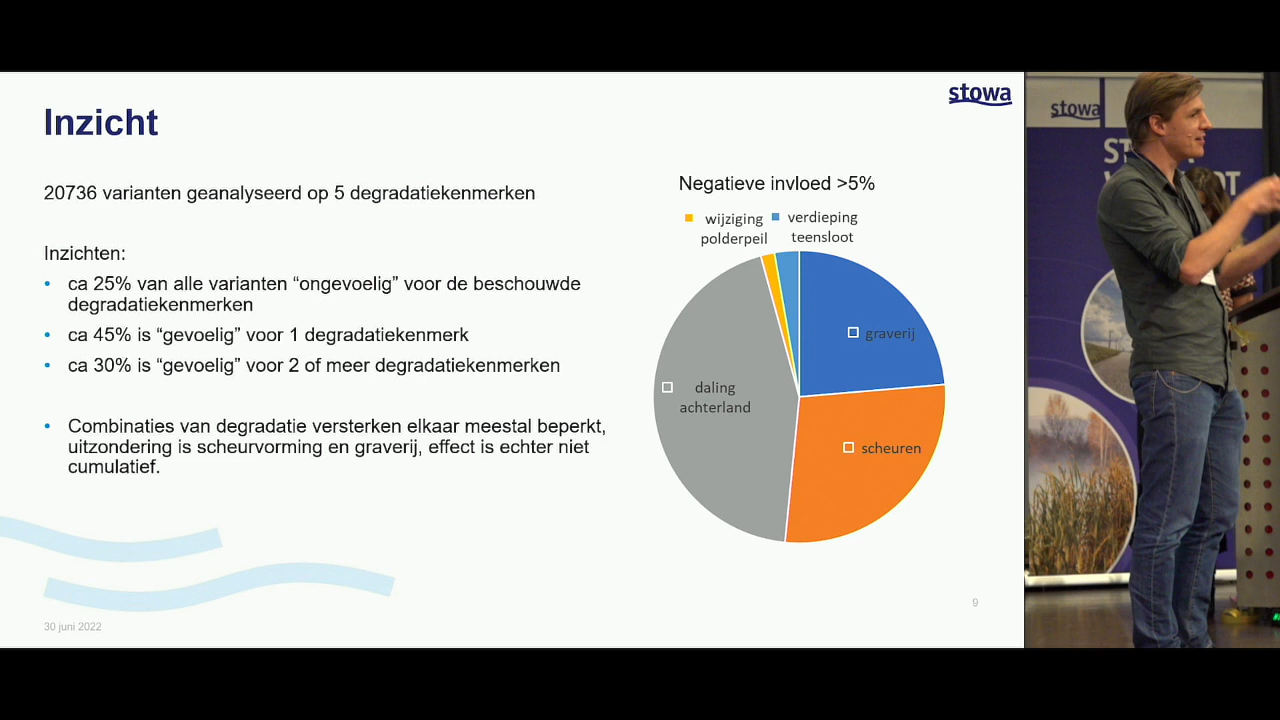 stowa
Inzicht
20736 varianten geanalyseerd op 5 degradatiekenmerken
Inzichten:
• ca 25% van alle varianten “ongevoelig” voor de beschouwde
degradatiekenmerken
• ca 45% is “gevoelig” voor 1 degradatiekenmerk
• ca 30% is “gevoelig” voor 2 of meer degradatiekenmerken
• Combinaties van degradatie versterken elkaar meestal beperkt,
uitzondering is scheurvorming en graverij, effect is echter niet
cumulatief.
Negatieve invloed >5%
wijziging
polderpeil
verdieping
teensloot
graverij
daling
achterland
scheuren
9
30 juni 2022
stowa